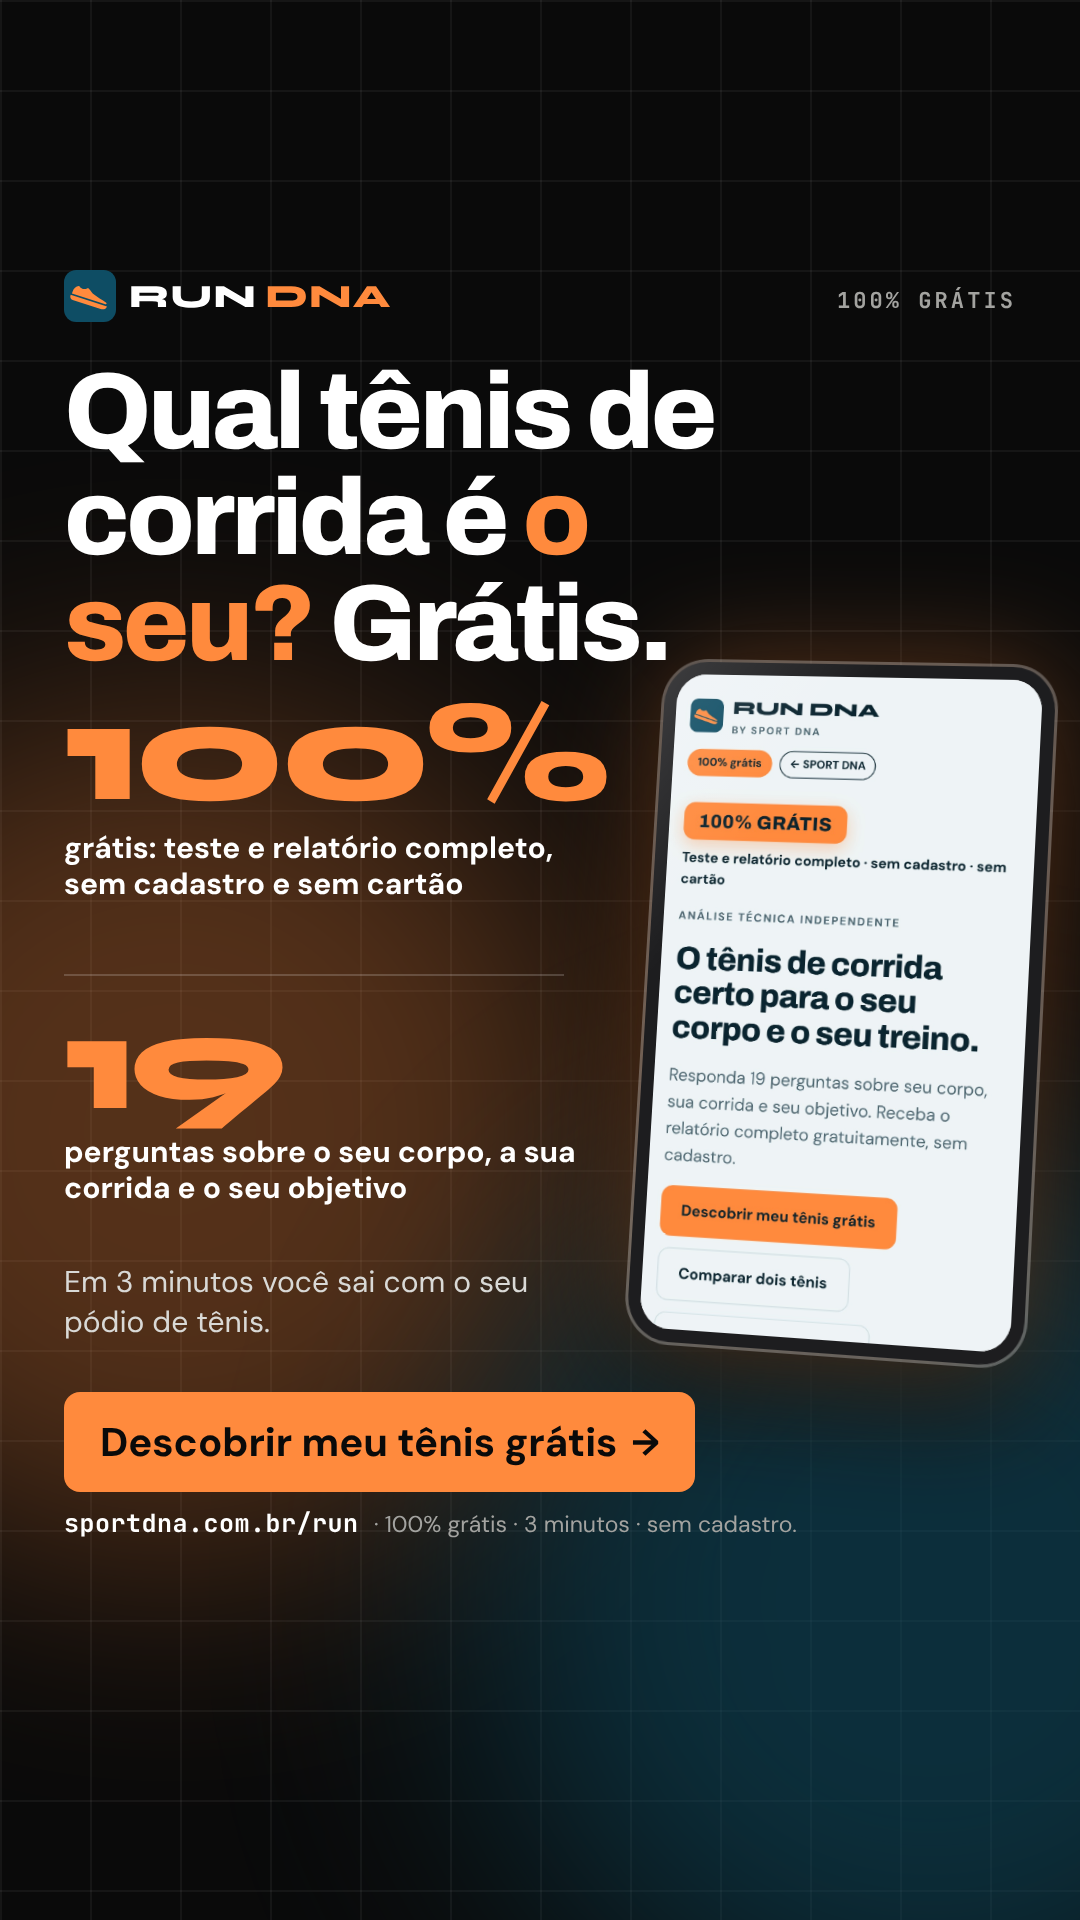 RUN DNA
100% GRÁTIS
Qual tênis de
corrida é o
seu? Grátis.
100%
grátis: teste e relatório completo,
sem cadastro e sem cartão
19
perguntas sobre o seu corpo, a sua
corrida e o seu objetivo
Em 3 minutos você sai com o seu
pódio de tênis.
Descobrir meu tênis grátis →
sportdna.com.br/run · 100% grátis · 3 minutos · sem cadastro.
RUN DNA
BY SPORT DNA
100% grátis
← SPORT DNA
100% GRÁTIS
Teste e relatório completo · sem cadastro · sem
cartão
ANÁLISE TÉCNICA INDEPENDENTE
O tênis de corrida
certo para o seu
corpo e o seu treino.
Responda 19 perguntas sobre seu corpo,
sua corrida e seu objetivo. Receba o
relatório completo gratuitamente, sem
cadastro.
Descobrir meu tênis grátis
Comparar dois tênis